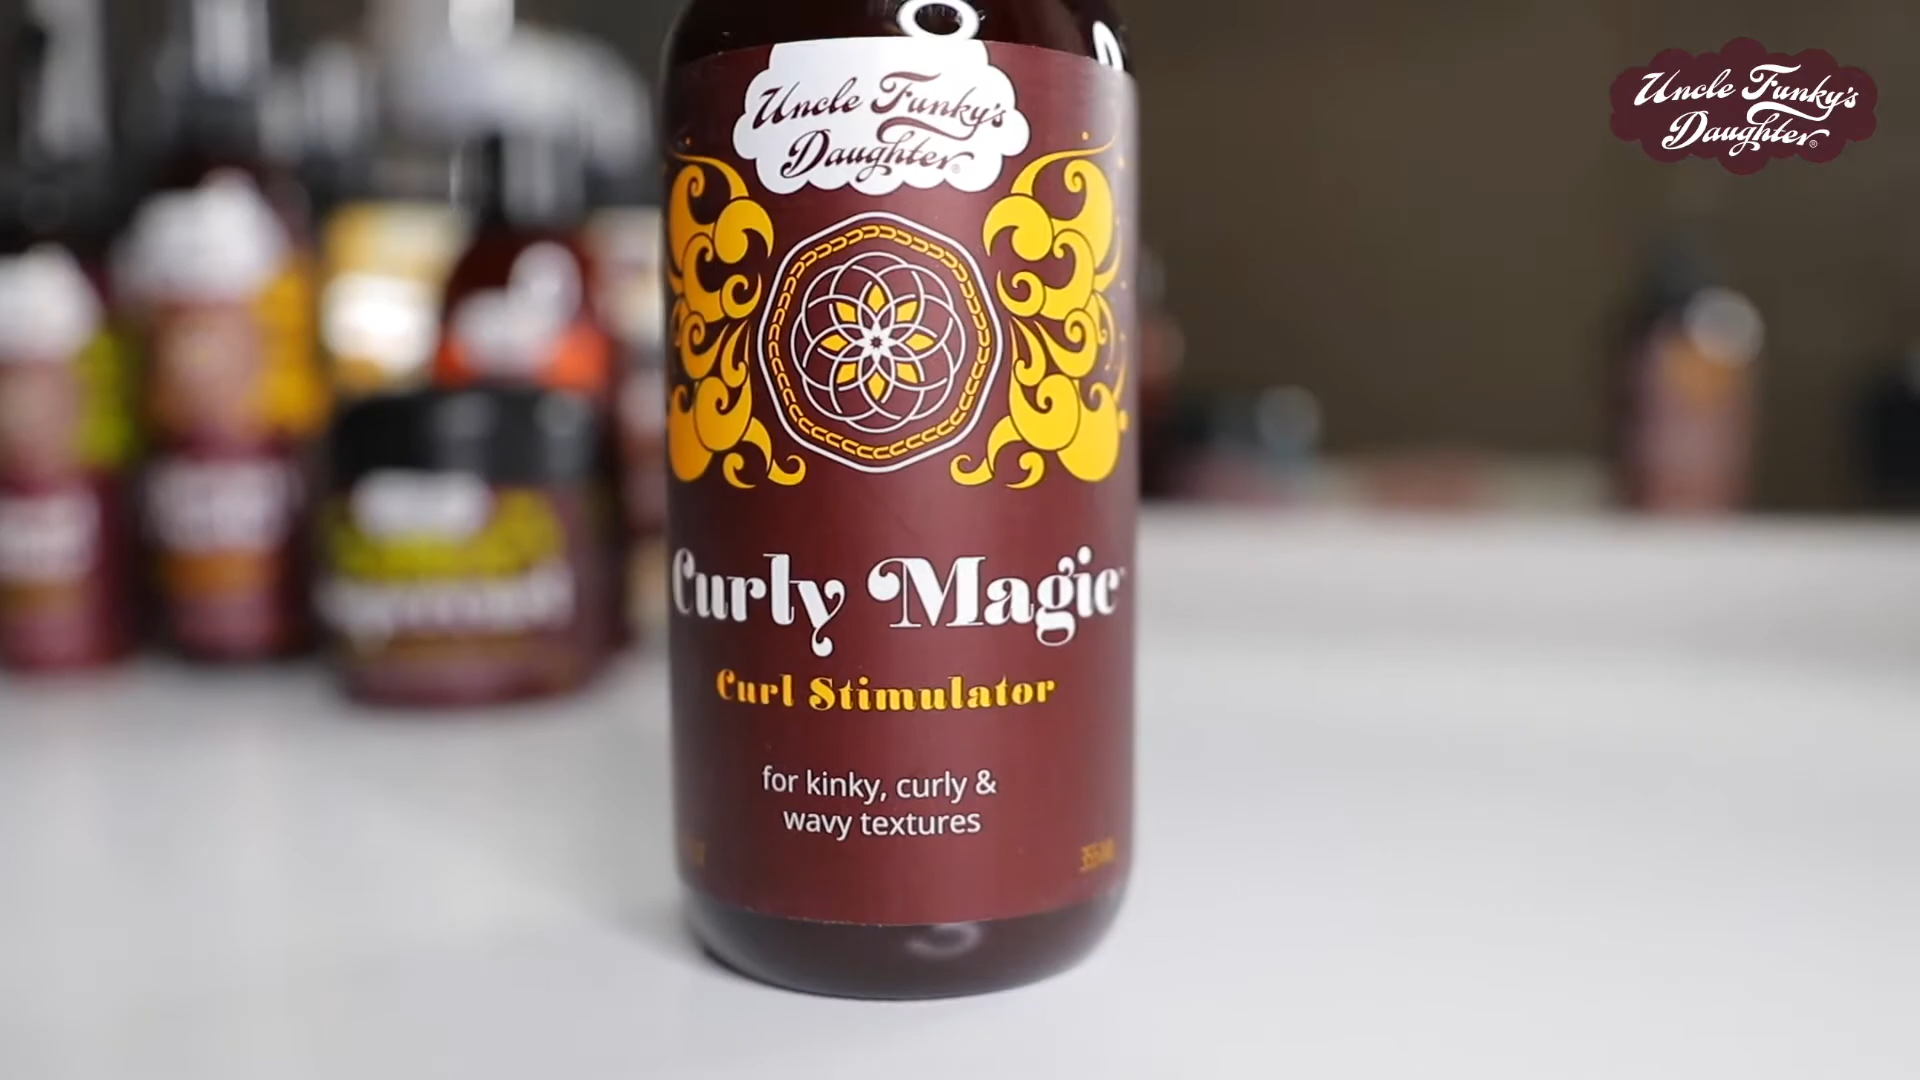 Uncle Funky's
Daughter®
Uncle Funky's
Daughter®
Curly Magic
Curl Stimulator
for kinky, curly &
wavy textures